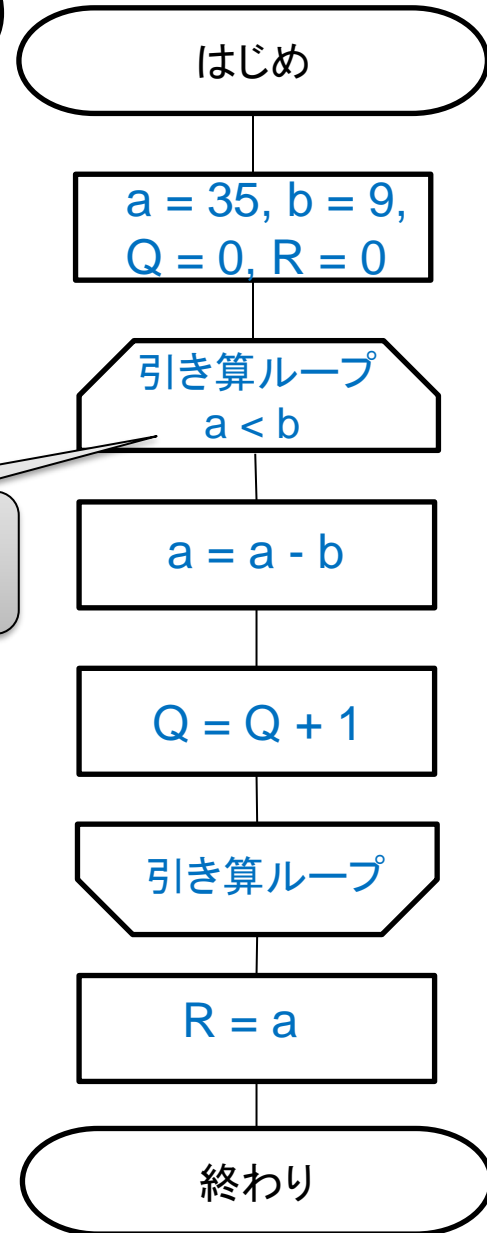 はじめ
a = 35, b = 9,
Q = 0, R = 0
引き算ループ
a < b
a = a - b
Q = Q + 1
引き算ループ
R = a
終わり